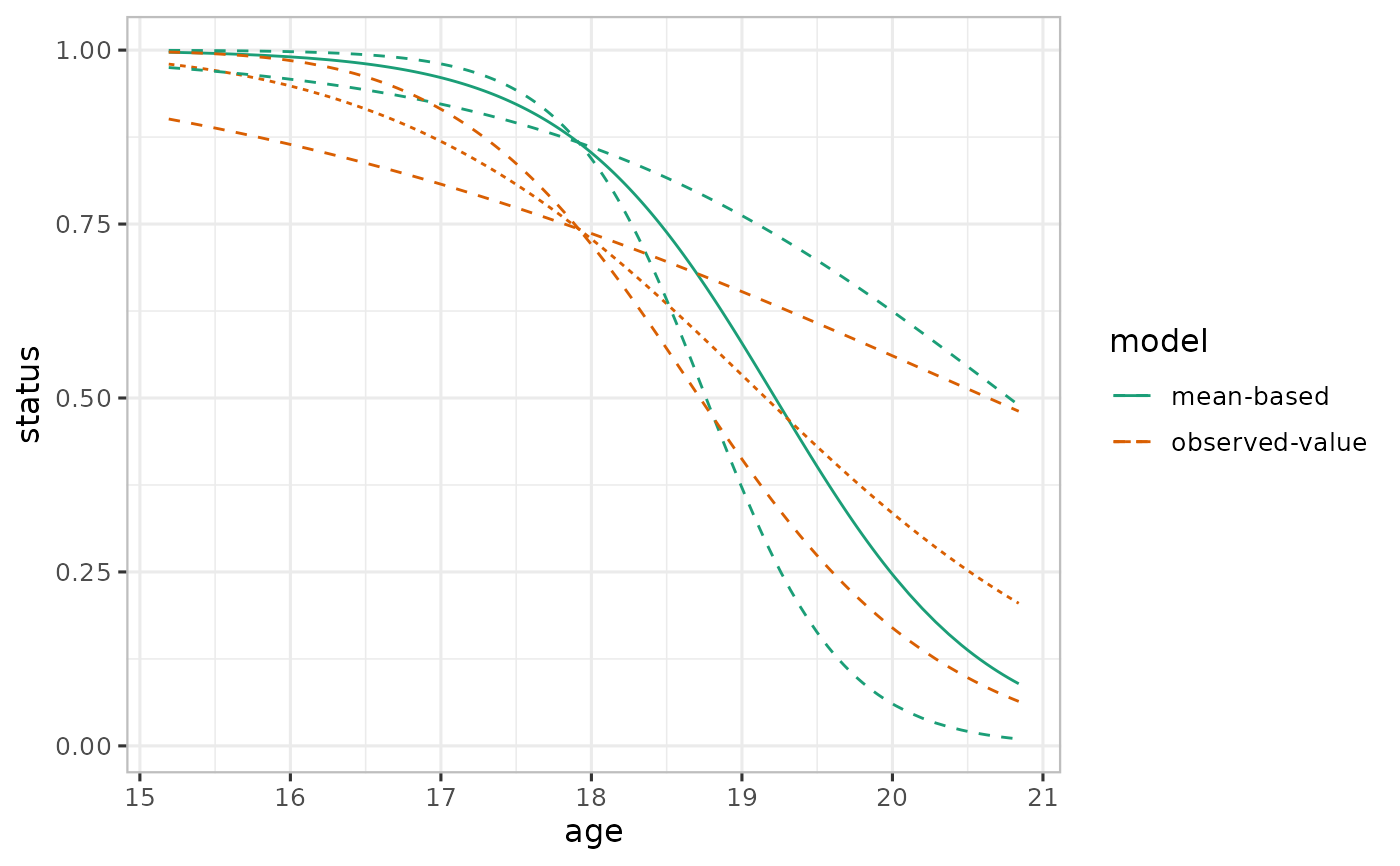 1.00
0.75
0.50
0.25
0.00
status
15 16 17 18 19 20 21
age
model
mean-based
observed-value